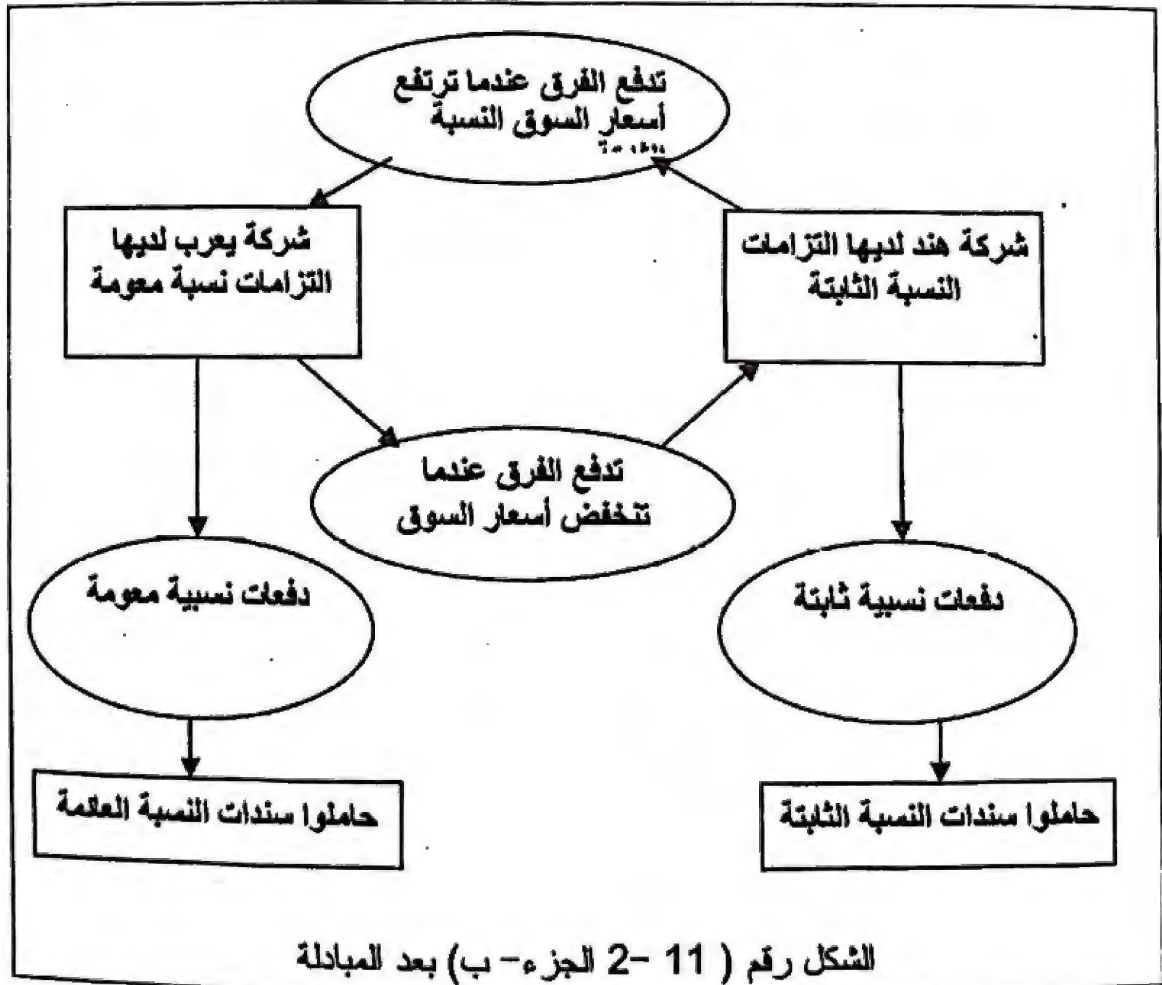 تدفع الفرق عندما ترتفع
أسعار السوق النسبة
شركة هند لديها التزامات
النسبة الثابتة
شركة يعرب لديها
التزامات نسبة معومة
تدفع الفرق عندما
تنخفض أسعار السوق
دفعات نسبية ثابتة
دفعات نسبية معومة
حاملوا سندات النسبة الثابتة
حاملوا سندات النسبة العائمة
الشكل رقم ( 11 -2 الجزء- ب) بعد المبادلة